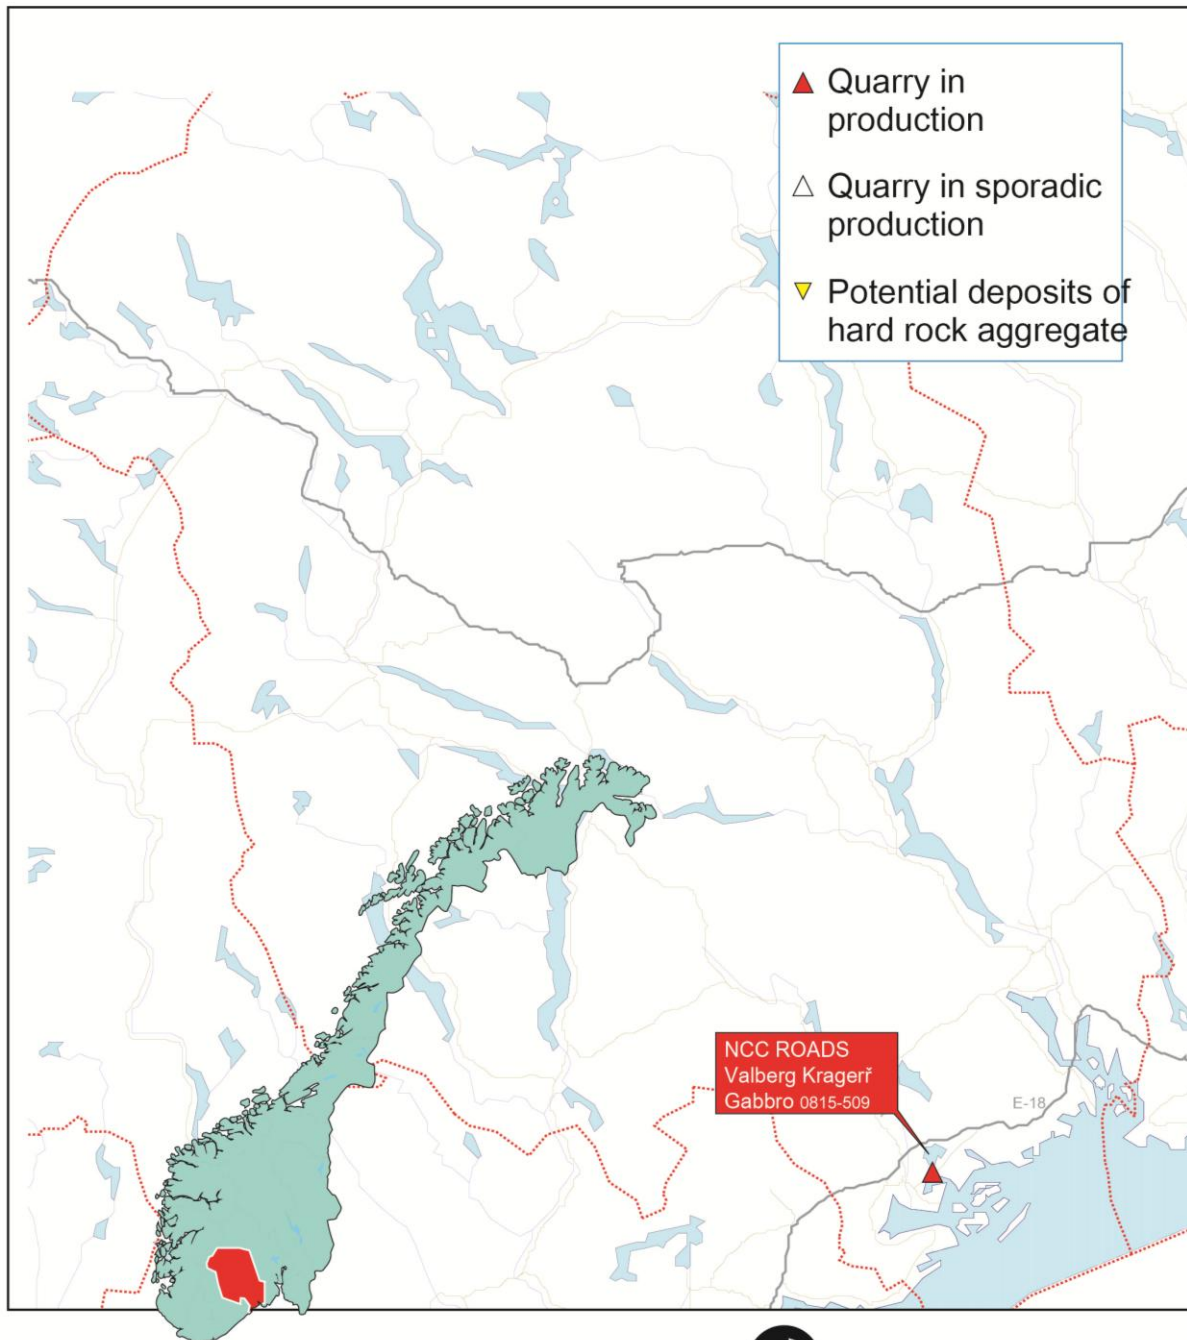 Quarry in
production
Quarry in sporadic
production
Potential deposits of
hard rock aggregate
NCC ROADS
Valberg Kragerř
Gabbro 0815-509
E-18